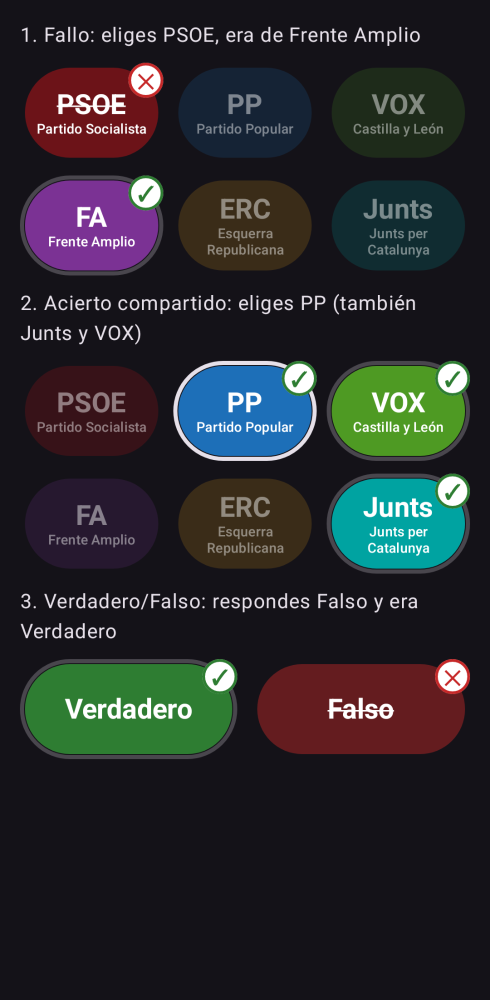 1. Fallo: eliges PSOE, era de Frente Amplio
PSOE
Partido Socialista
PP
Partido Popular
VOX
Castilla y León
FA
Frente Amplio
ERC
Esquerra
Republicana
Junts
Junts per
Catalunya
2. Acierto compartido: eliges PP (también
Junts y VOX)
PSOE
Partido Socialista
PP
Partido Popular
VOX
Castilla y León
FA
Frente Amplio
ERC
Esquerra
Republicana
Junts
Junts per
Catalunya
3. Verdadero/Falso: respondes Falso y era
Verdadero
Verdadero
Falso